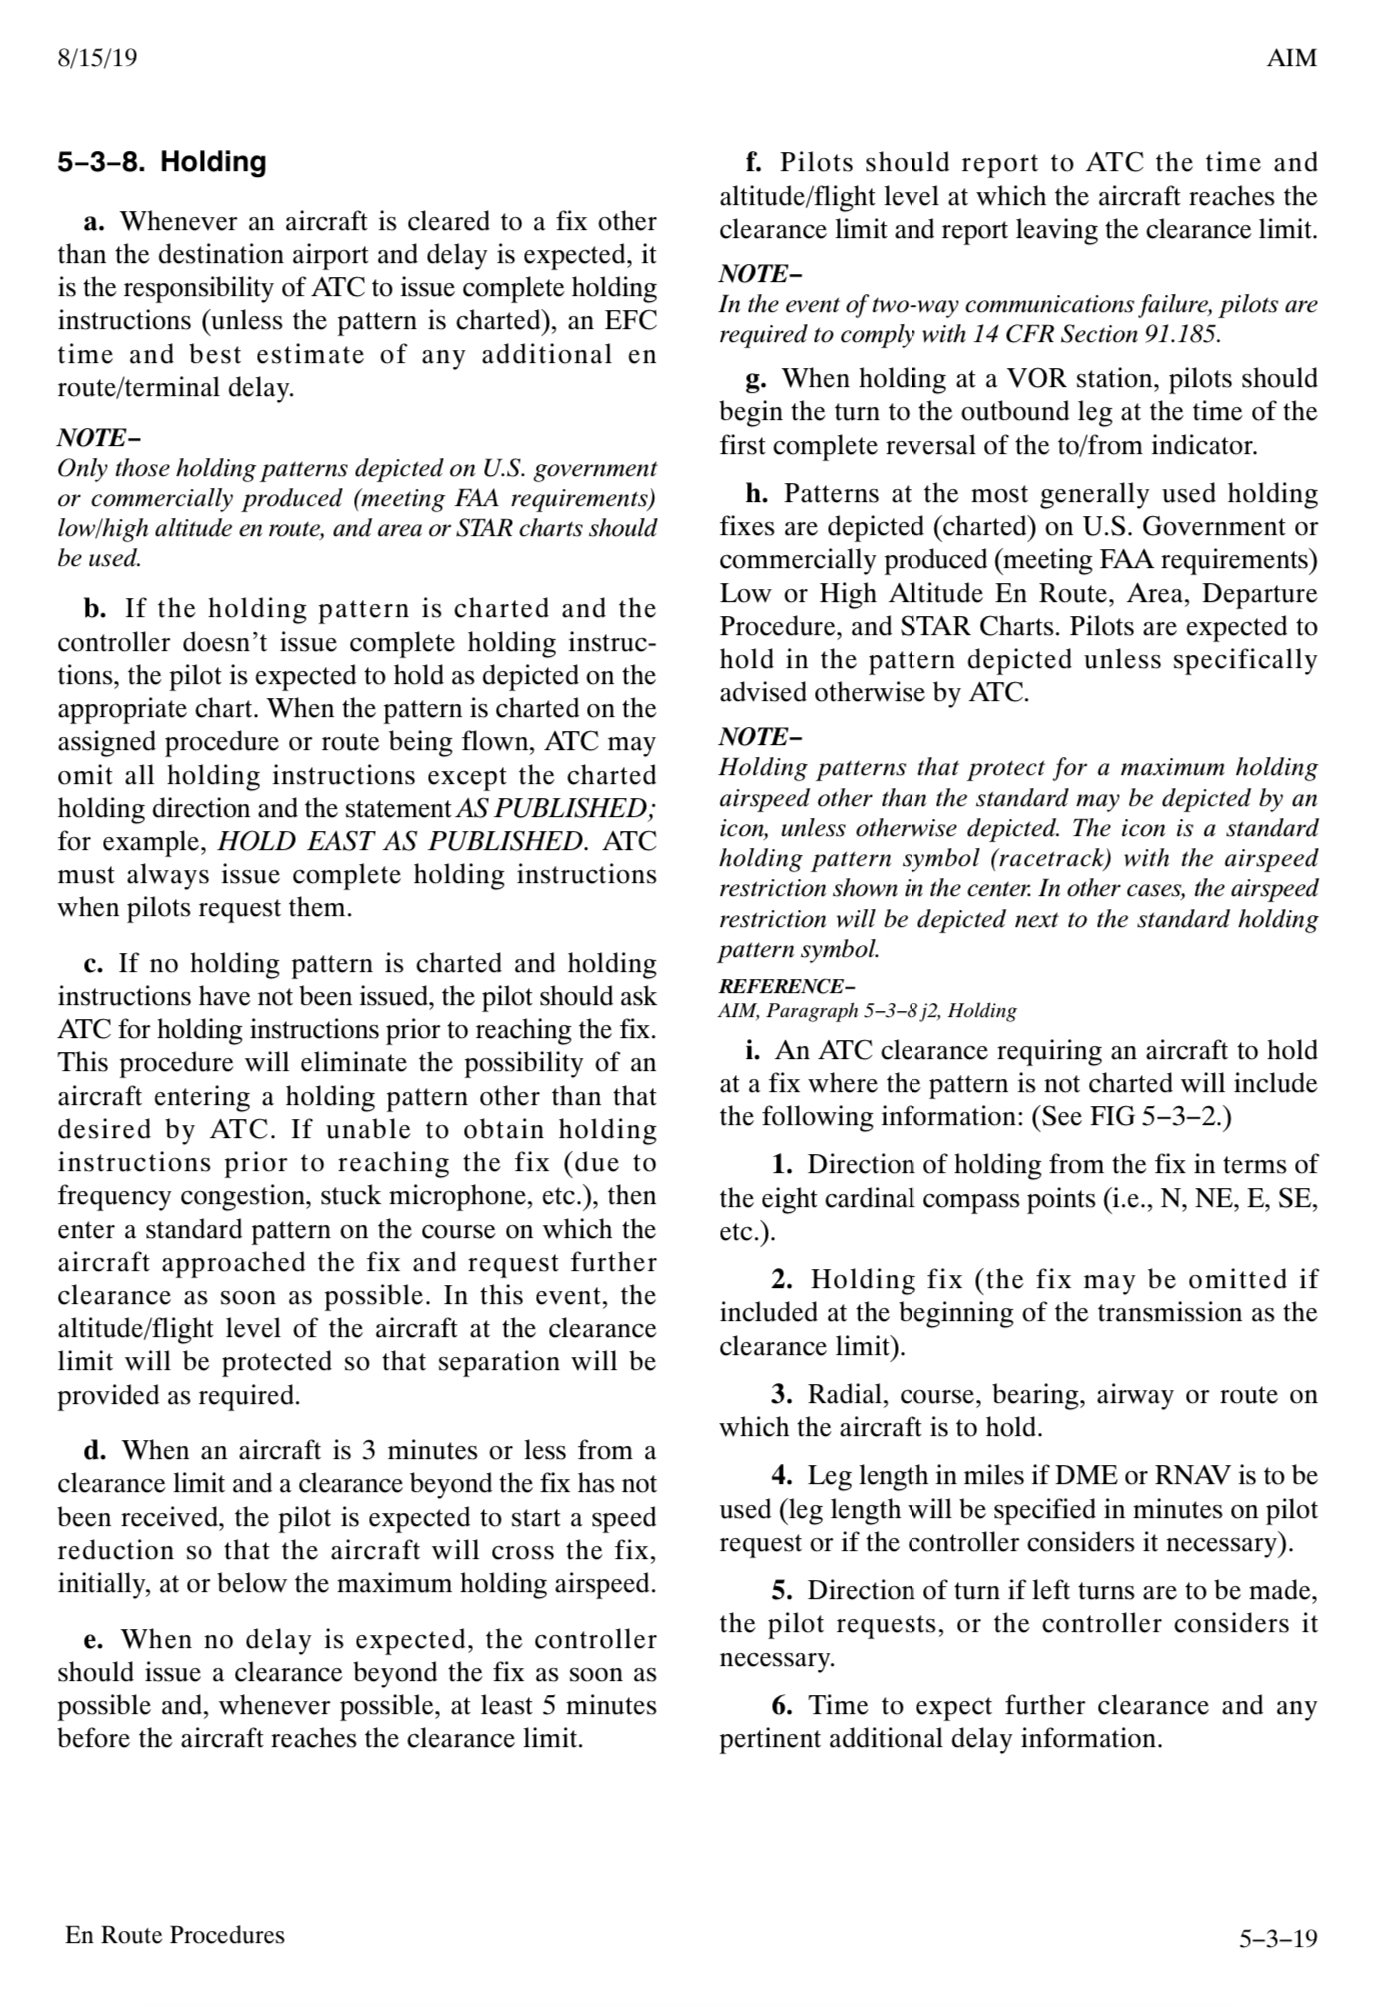 8/15/19
AIM
5−3−8. Holding
a. Whenever an aircraft is cleared to a fix other
than the destination airport and delay is expected, it
is the responsibility of ATC to issue complete holding
instructions (unless the pattern is charted), an EFC
time and best estimate of any additional en
route/terminal delay.
NOTE−
Only those holding patterns depicted on U.S. government
or commercially produced (meeting FAA requirements)
low/high altitude en route, and area or STAR charts should
be used.
b. If the holding pattern is charted and the
controller doesn’t issue complete holding instruc-
tions, the pilot is expected to hold as depicted on the
appropriate chart. When the pattern is charted on the
assigned procedure or route being flown, ATC may
omit all holding instructions except the charted
holding direction and the statement AS PUBLISHED;
for example, HOLD EAST AS PUBLISHED. ATC
must always issue complete holding instructions
when pilots request them.
c. If no holding pattern is charted and holding
instructions have not been issued, the pilot should ask
ATC for holding instructions prior to reaching the fix.
This procedure will eliminate the possibility of an
aircraft entering a holding pattern other than that
desired by ATC. If unable to obtain holding
instructions prior to reaching the fix (due to
frequency congestion, stuck microphone, etc.), then
enter a standard pattern on the course on which the
aircraft approached the fix and request further
clearance as soon as possible. In this event, the
altitude/flight level of the aircraft at the clearance
limit will be protected so that separation will be
provided as required.
d. When an aircraft is 3 minutes or less from a
clearance limit and a clearance beyond the fix has not
been received, the pilot is expected to start a speed
reduction so that the aircraft will cross the fix,
initially, at or below the maximum holding airspeed.
e. When no delay is expected, the controller
should issue a clearance beyond the fix as soon as
possible and, whenever possible, at least 5 minutes
before the aircraft reaches the clearance limit.
f. Pilots should report to ATC the time and
altitude/flight level at which the aircraft reaches the
clearance limit and report leaving the clearance limit.
NOTE−
In the event of two-way communications failure, pilots are
required to comply with 14 CFR Section 91.185.
g. When holding at a VOR station, pilots should
begin the turn to the outbound leg at the time of the
first complete reversal of the to/from indicator.
h. Patterns at the most generally used holding
fixes are depicted (charted) on U.S. Government or
commercially produced (meeting FAA requirements)
Low or High Altitude En Route, Area, Departure
Procedure, and STAR Charts. Pilots are expected to
hold in the pattern depicted unless specifically
advised otherwise by ATC.
NOTE−
Holding patterns that protect for a maximum holding
airspeed other than the standard may be depicted by an
icon, unless otherwise depicted. The icon is a standard
holding pattern symbol (racetrack) with the airspeed
restriction shown in the center. In other cases, the airspeed
restriction will be depicted next to the standard holding
pattern symbol.
REFERENCE−
AIM, Paragraph 5−3−8 j2, Holding
i. An ATC clearance requiring an aircraft to hold
at a fix where the pattern is not charted will include
the following information: (See FIG 5−3−2.)
1. Direction of holding from the fix in terms of
the eight cardinal compass points (i.e., N, NE, E, SE,
etc.).
2. Holding fix (the fix may be omitted if
included at the beginning of the transmission as the
clearance limit).
3. Radial, course, bearing, airway or route on
which the aircraft is to hold.
4. Leg length in miles if DME or RNAV is to be
used (leg length will be specified in minutes on pilot
request or if the controller considers it necessary).
5. Direction of turn if left turns are to be made,
the pilot requests, or the controller considers it
necessary.
6. Time to expect further clearance and any
pertinent additional delay information.
En Route Procedures
5−3−19